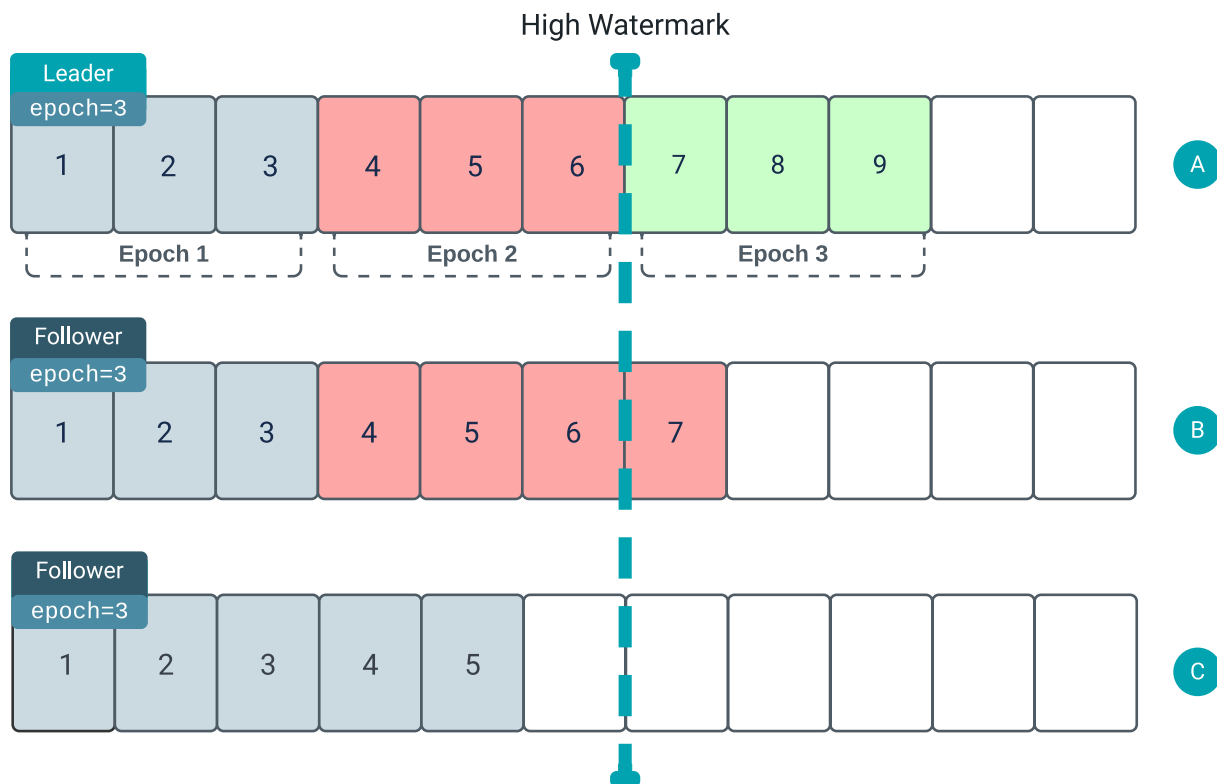 High Watermark
Leader
epoch=3
1 2 3 4 5 6 7 8 9
A
Epoch 1 Epoch 2 Epoch 3
Follower
epoch=3
1 2 3 4 5 6 7
B
Follower
epoch=3
1 2 3 4 5
C